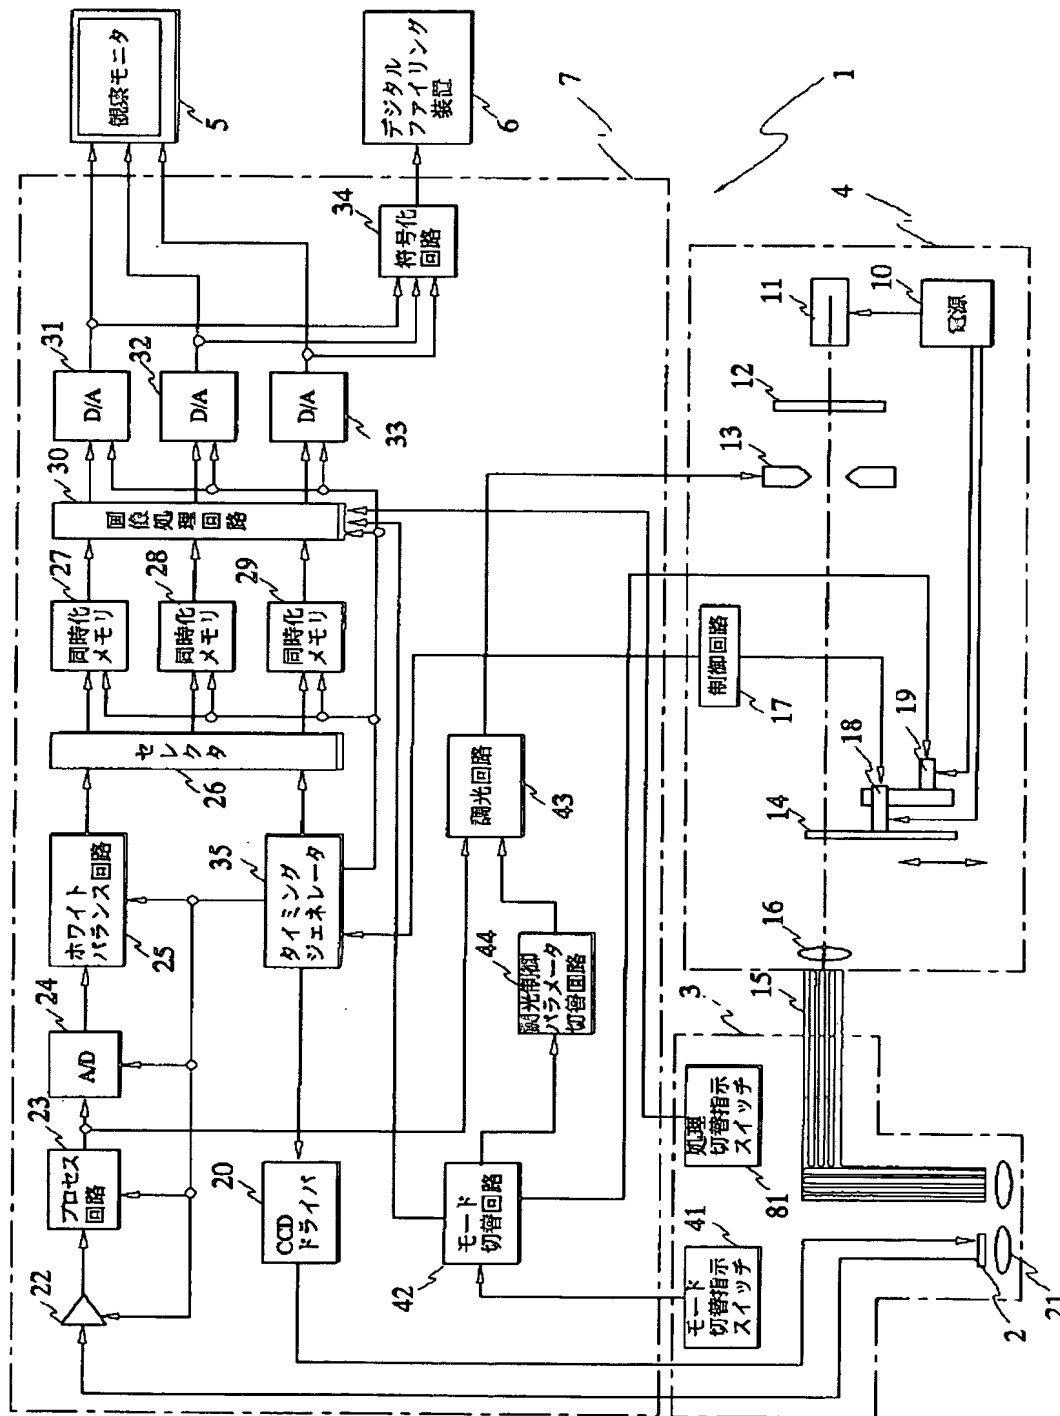 観察モニタ
5
デジタル
ファイリング
装置
6
7
1
34
符号化
回路
31
D/A
32
D/A
33
D/A
30
画像処理回路
27
同時化
メモリ
28
同時化
メモリ
29
同時化
メモリ
セレクタ
26
ホワイト
バランス回路
25
35
タイミング
ジェネレータ
24
A/D
23
プロセス
回路
22
20
CCD
ドライバ
調光回路
43
44
調光制御
パラメータ
切替回路
モード
切替回路
42
4
11
10
電源
12
13
制御回路
17
18
19
14
16
15
3
処理
切替指示
スイッチ
81
41
モード
切替指示
スイッチ
2
21